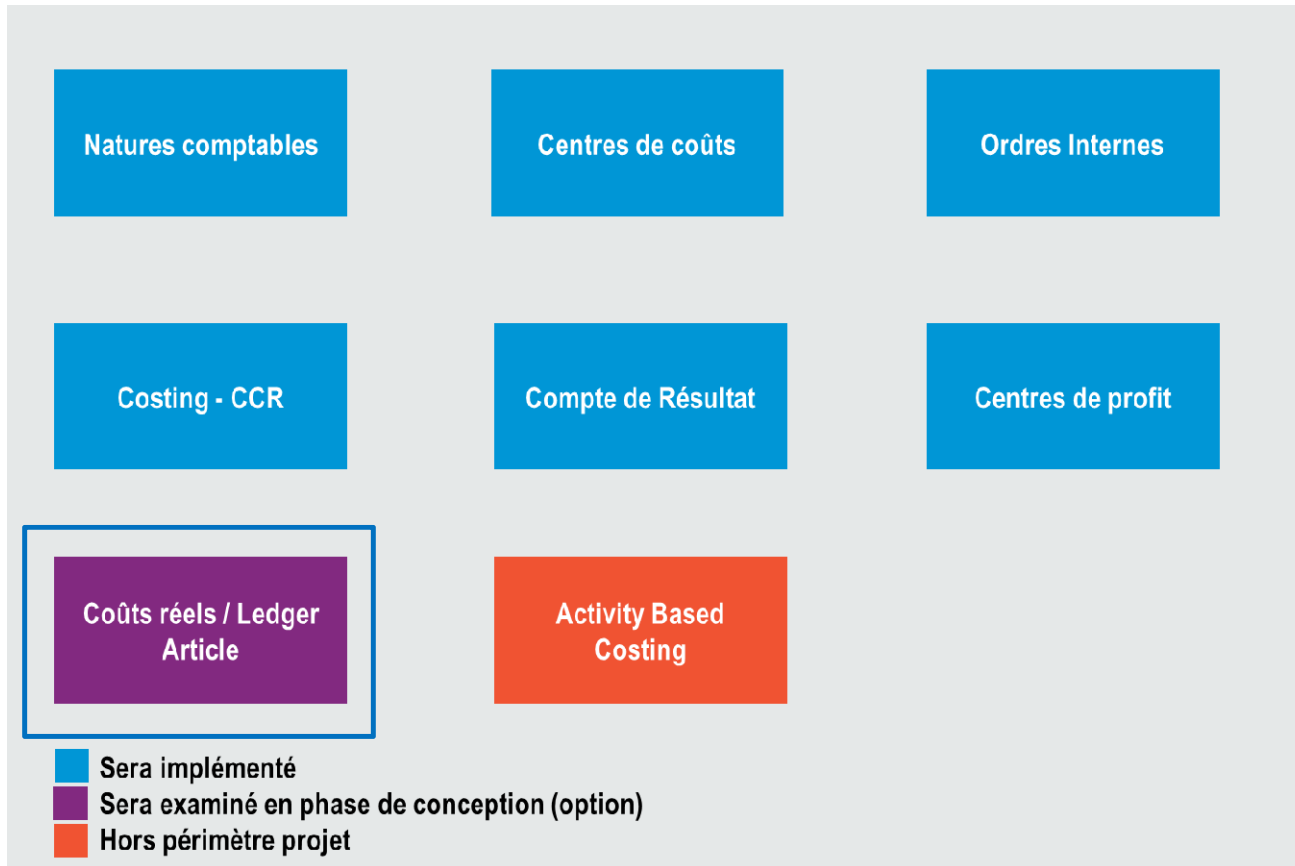 Natures comptables
Centres de coûts
Ordres Internes
Costing - CCR
Compte de Résultat
Centres de profit
Coûts réels / Ledger
Article
Activity Based
Costing
Sera implémenté
Sera examiné en phase de conception (option)
Hors périmètre projet